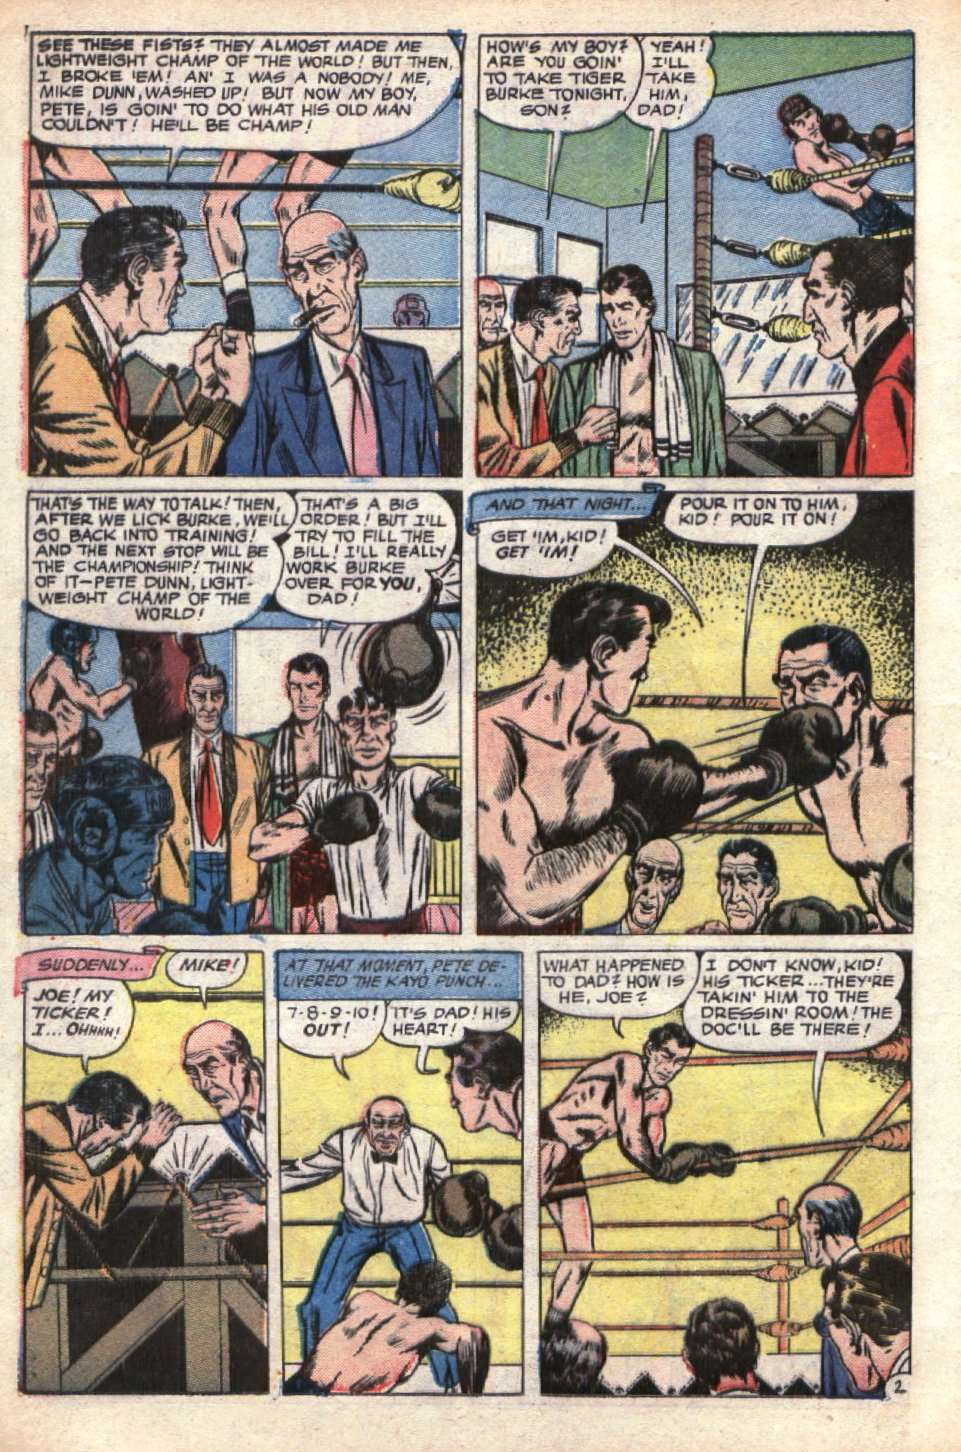 SEE THESE FISTS? THEY ALMOST MADE ME
LIGHTWEIGHT CHAMP OF THE WORLD! BUT THEN,
I BROKE 'EM! AN' I WAS A NOBODY! ME,
MIKE DUNN, WASHED UP! BUT NOW MY BOY,
PETE, IS GOIN' TO DO WHAT HIS OLD MAN
COULDN'T! HE'LL BE CHAMP!
HOW'S MY BOY?
ARE YOU GOIN'
TO TAKE TIGER
BURKE TONIGHT,
SON?
YEAH!
I'LL
TAKE
HIM,
DAD!
THAT'S THE WAY TO TALK! THEN,
AFTER WE LICK BURKE, WE'LL
GO BACK INTO TRAINING!
AND THE NEXT STOP WILL BE
THE CHAMPIONSHIP! THINK
OF IT-PETE DUNN, LIGHT-
WEIGHT CHAMP OF THE
WORLD!
THAT'S A BIG
ORDER! BUT I'LL
TRY TO FILL THE
BILL! I'LL REALLY
WORK BURKE
OVER FOR YOU,
DAD!
AND THAT NIGHT...
GET 'IM, KID!
GET 'IM!
POUR IT ON TO HIM,
KID! POUR IT ON!
SUDDENLY...
JOE! MY
TICKER!
I...OHHHH!
MIKE!
AT THAT MOMENT, PETE DE-
LIVERED THE KAYO PUNCH...
7-8-9-10!
OUT!
IT'S DAD! HIS
HEART!
WHAT HAPPENED
TO DAD? HOW IS
HE, JOE?
I DON'T KNOW, KID!
HIS TICKER...THEY'RE
TAKIN' HIM TO THE
DRESSIN' ROOM! THE
DOC'LL BE THERE!
2